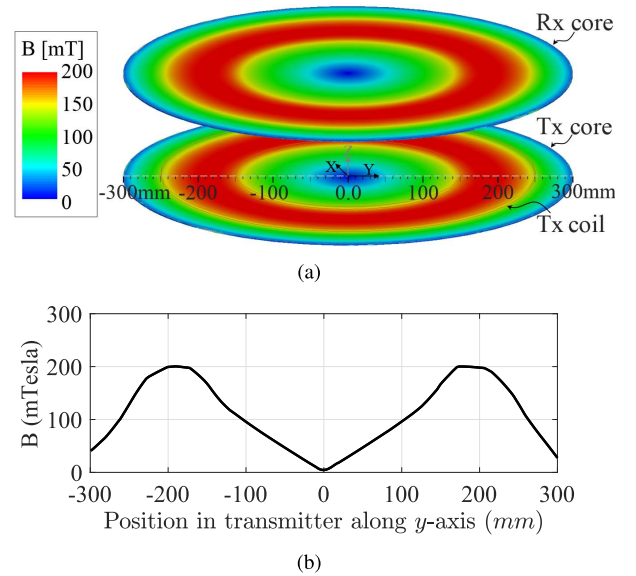 B [mT]
200
150
100
50
0
Rx core
Tx core
X
Y
-300mm
-200
-100
0.0
100
200
300mm
Tx coil
(a)
300
200
100
0
B (mTesla)
-300
-200
-100
0
100
200
300
Position in transmitter along y-axis (mm)
(b)